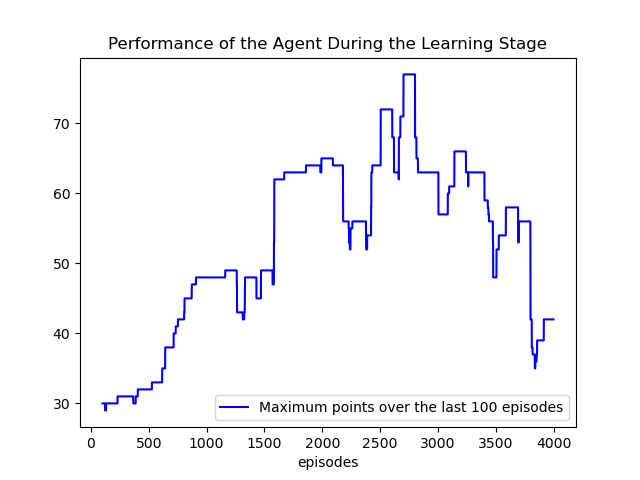 Performance of the Agent During the Learning Stage
70
60
50
40
30
Maximum points over the last 100 episodes
0 500 1000 1500 2000 2500 3000 3500 4000
episodes